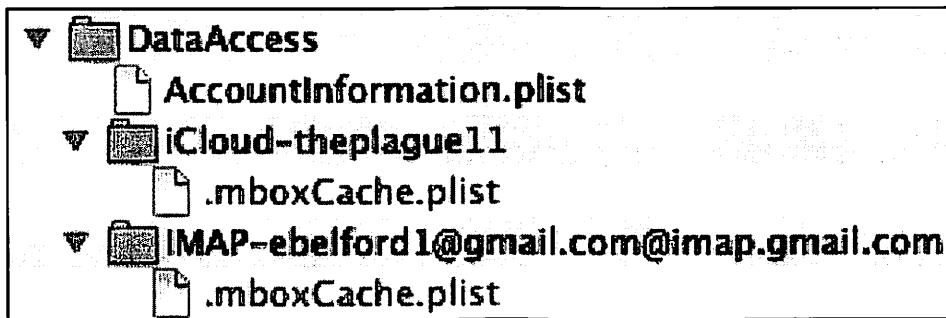 DataAccess
AccountInformation.plist
iCloud-theplague11
.mboxCache.plist
IMAP-ebelford1@gmail.com@imap.gmail.com
.mboxCache.plist